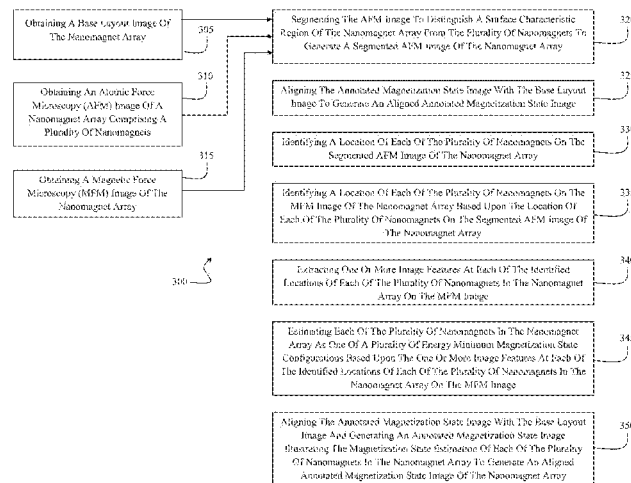 Obtaining A Base Layout Image Of
The Nanomagnet Array
305
Obtaining An Atomic Force
Microscopy (AFM) Image Of A
Nanomagnet Array Comprising A
Plurality Of Nanomagnets
310
Obtaining A Magnetic Force
Microscopy (MFM) Image Of The
Nanomagnet Array
315
300
Segmenting The AFM Image To Distinguish A Surface Characteristic
Region Of The Nanomagnet Array From The Plurality Of Nanomagnets To
Generate A Segmented AFM Image Of The Nanomagnet Array
32
Aligning The Annotated Magnetization State Image With The Base Layout
Image To Generate An Aligned Annotated Magnetization State Image
32
Identifying A Location Of Each Of The Plurality Of Nanomagnets On The
Segmented AFM Image Of The Nanomagnet Array
33
Identifying A Location Of Each Of The Plurality Of Nanomagnets On The
MFM Image Of The Nanomagnet Array Based Upon The Location Of
Each Of The Plurality Of Nanomagnets On The Segmented AFM Image Of
The Nanomagnet Array
33
Extracting One Or More Image Features At Each Of The Identified
Locations Of Each Of The Plurality Of Nanomagnets In The Nanomagnet
Array On The MFM Image
34
Estimating Each Of The Plurality Of Nanomagnets In The Nanomagnet
Array As One Of A Plurality Of Energy Minimum Magnetization State
Configurations Based Upon The One Or More Image Features At Each Of
The Identified Locations Of Each Of The Plurality Of Nanomagnets In The
Nanomagnet Array On The MFM Image
34
Aligning The Annotated Magnetization State Image With The Base Layout
Image And Generating An Annotated Magnetization State Image
Illustrating The Magnetization State Estimation Of Each Of The Plurality
Of Nanomagnets In The Nanomagnet Array To Generate An Aligned
Annotated Magnetization State Image Of The Nanomagnet Array
35